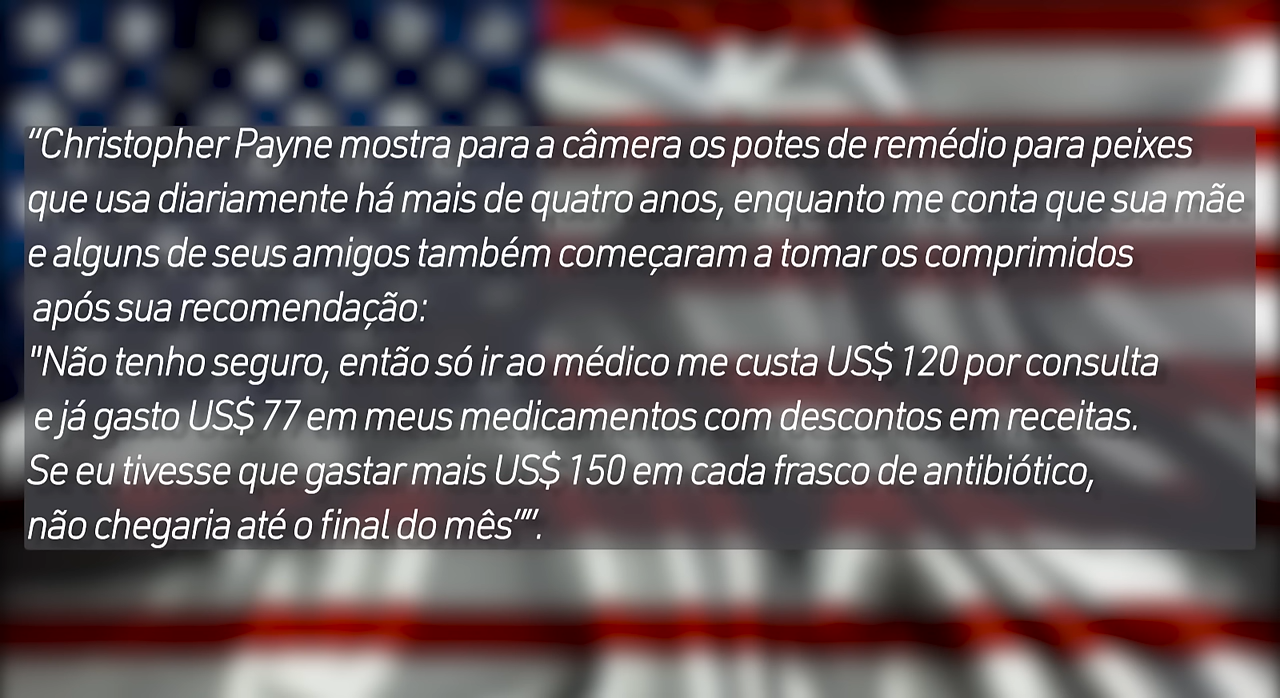 “Christopher Payne mostra para a câmera os potes de remédio para peixes
que usa diariamente há mais de quatro anos, enquanto me conta que sua mãe
e alguns de seus amigos também começaram a tomar os comprimidos
após sua recomendação:
"Não tenho seguro, então só ir ao médico me custa US$ 120 por consulta
e já gasto US$ 77 em meus medicamentos com descontos em receitas.
Se eu tivesse que gastar mais US$ 150 em cada frasco de antibiótico,
não chegaria até o final do mês”".